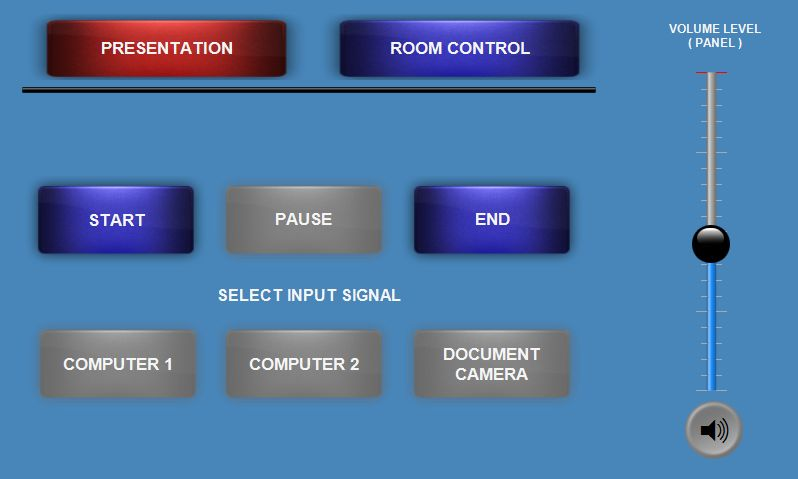 PRESENTATION
ROOM CONTROL
VOLUME LEVEL
( PANEL )
START
PAUSE
END
SELECT INPUT SIGNAL
COMPUTER 1
COMPUTER 2
DOCUMENT
CAMERA